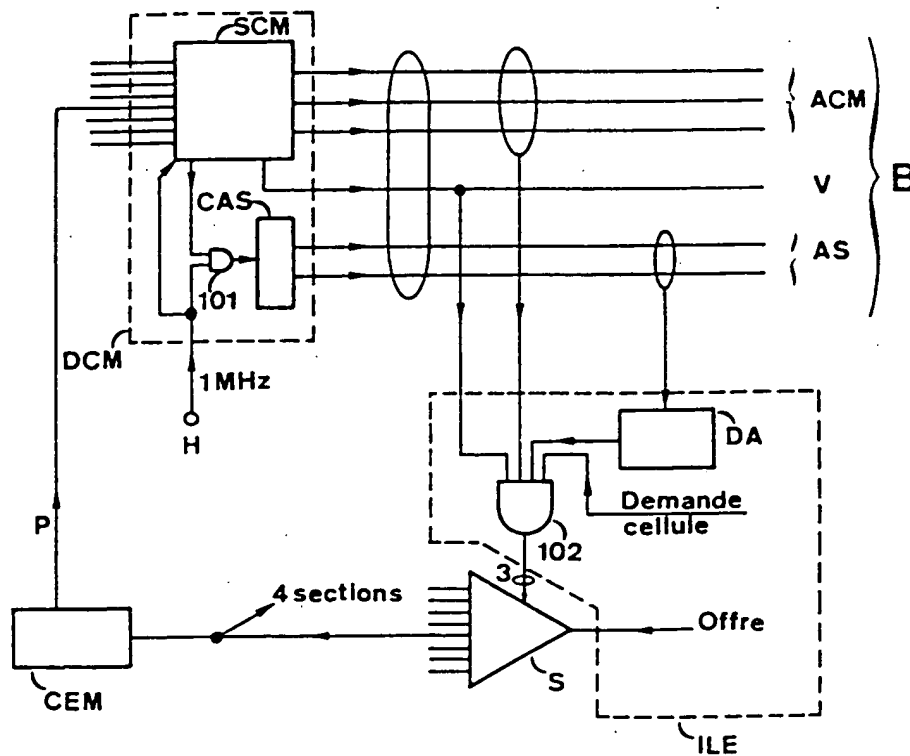 SCM
ACM
B
CAS
V
AS
101
DCM
1MHz
H
DA
Demande
cellule
P
102
3
4 sections
Offre
CEM
S
ILE